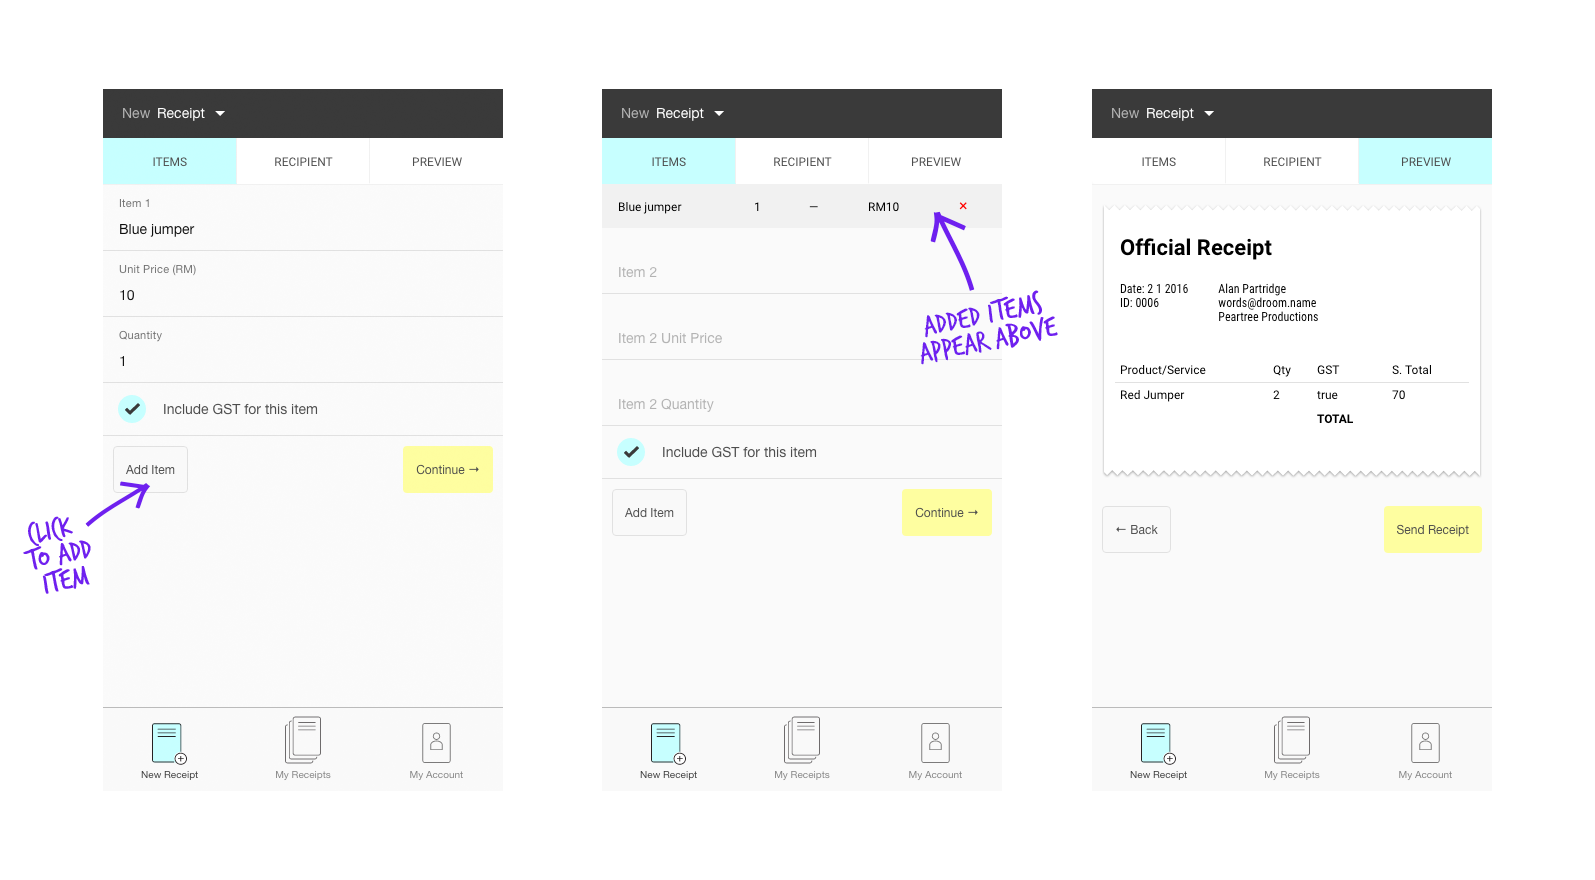 New Receipt
ITEMS RECIPIENT PREVIEW
Item 1
Blue jumper
Unit Price (RM)
10
Quantity
1
Include GST for this item
Add Item Continue →
CLICK
TO ADD
ITEM
New Receipt My Receipts My Account
New Receipt
ITEMS RECIPIENT PREVIEW
Blue jumper 1 — RM10 ×
Item 2
Item 2 Unit Price
Item 2 Quantity
Include GST for this item
Add Item Continue →
ADDED ITEMS
APPEAR ABOVE
New Receipt My Receipts My Account
New Receipt
ITEMS RECIPIENT PREVIEW
Official Receipt
Date: 2 1 2016 Alan Partridge
ID: 0006 words@droom.name
Peartree Productions
Product/Service Qty GST S. Total
Red Jumper 2 true 70
TOTAL
← Back Send Receipt
New Receipt My Receipts My Account